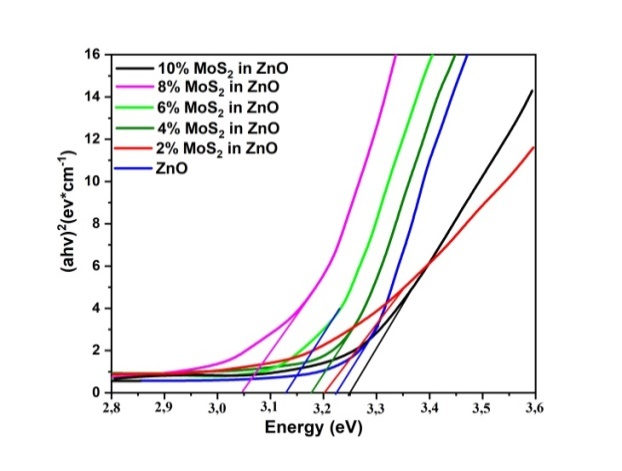 16
14
12
10
8
6
4
2
0
(ahv)²(ev*cm⁻¹)
10% MoS₂ in ZnO
8% MoS₂ in ZnO
6% MoS₂ in ZnO
4% MoS₂ in ZnO
2% MoS₂ in ZnO
ZnO
2,8 2,9 3,0 3,1 3,2 3,3 3,4 3,5 3,6
Energy (eV)